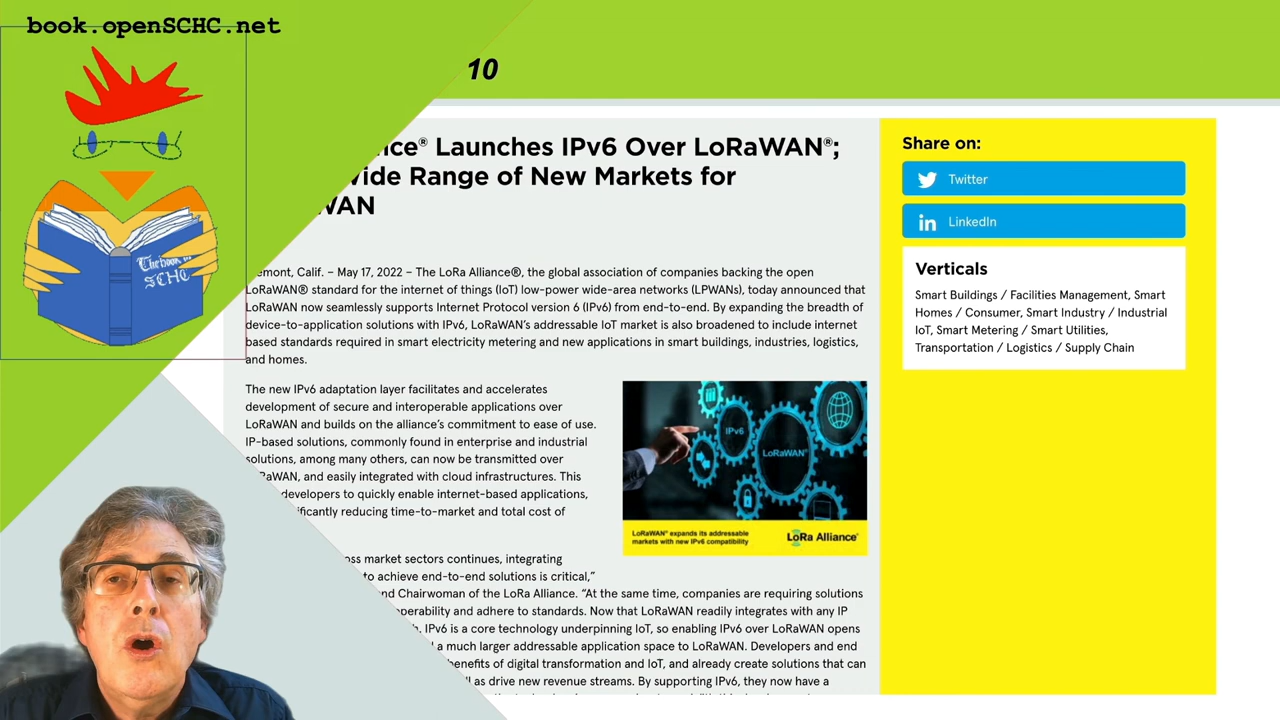 book.openSCHC.net
10
The book of
SCHC
nce® Launches IPv6 Over LoRaWAN®;
Wide Range of New Markets for
WAN
emont, Calif. – May 17, 2022 – The LoRa Alliance®, the global association of companies backing the open
LoRaWAN® standard for the internet of things (IoT) low-power wide-area networks (LPWANs), today announced that
LoRaWAN now seamlessly supports Internet Protocol version 6 (IPv6) from end-to-end. By expanding the breadth of
device-to-application solutions with IPv6, LoRaWAN’s addressable IoT market is also broadened to include internet
based standards required in smart electricity metering and new applications in smart buildings, industries, logistics,
and homes.
The new IPv6 adaptation layer facilitates and accelerates
development of secure and interoperable applications over
LoRaWAN and builds on the alliance’s commitment to ease of use.
IP-based solutions, commonly found in enterprise and industrial
solutions, among many others, can now be transmitted over
RaWAN, and easily integrated with cloud infrastructures. This
developers to quickly enable internet-based applications,
ificantly reducing time-to-market and total cost of
oss market sectors continues, integrating
to achieve end-to-end solutions is critical,”
nd Chairwoman of the LoRa Alliance. “At the same time, companies are requiring solutions
operability and adhere to standards. Now that LoRaWAN readily integrates with any IP
IPv6 is a core technology underpinning IoT, so enabling IPv6 over LoRaWAN opens
a much larger addressable application space to LoRaWAN. Developers and end
benefits of digital transformation and IoT, and already create solutions that can
as drive new revenue streams. By supporting IPv6, they now have a
IPv6
LoRaWAN®
LoRaWAN® expands its addressable
markets with new IPv6 compatibility
LoRa Alliance®
Share on:
Twitter
in LinkedIn
Verticals
Smart Buildings / Facilities Management, Smart
Homes / Consumer, Smart Industry / Industrial
IoT, Smart Metering / Smart Utilities,
Transportation / Logistics / Supply Chain